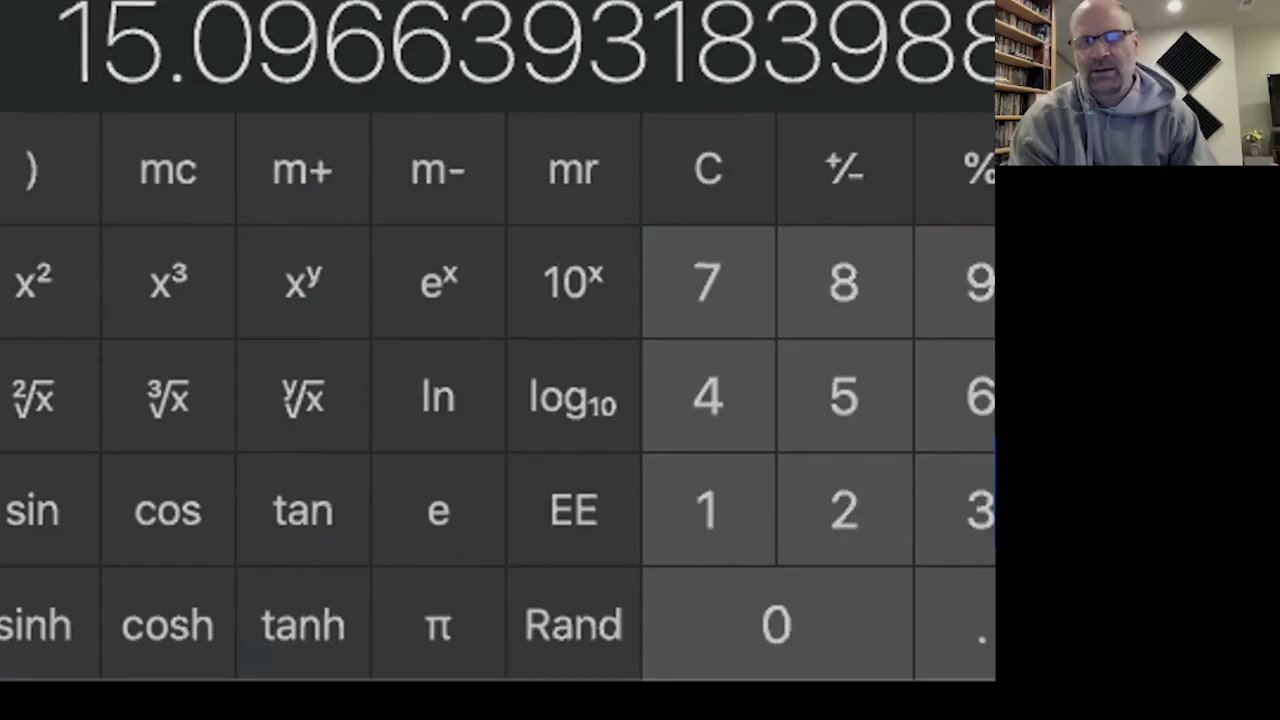 15.0966393183988
) mc m+ m- mr C +/- %
x² x³ xʸ eˣ 10ˣ 7 8 9
²√x ³√x ʸ√x ln log₁₀ 4 5 6
sin cos tan e EE 1 2 3
sinh cosh tanh π Rand 0 .